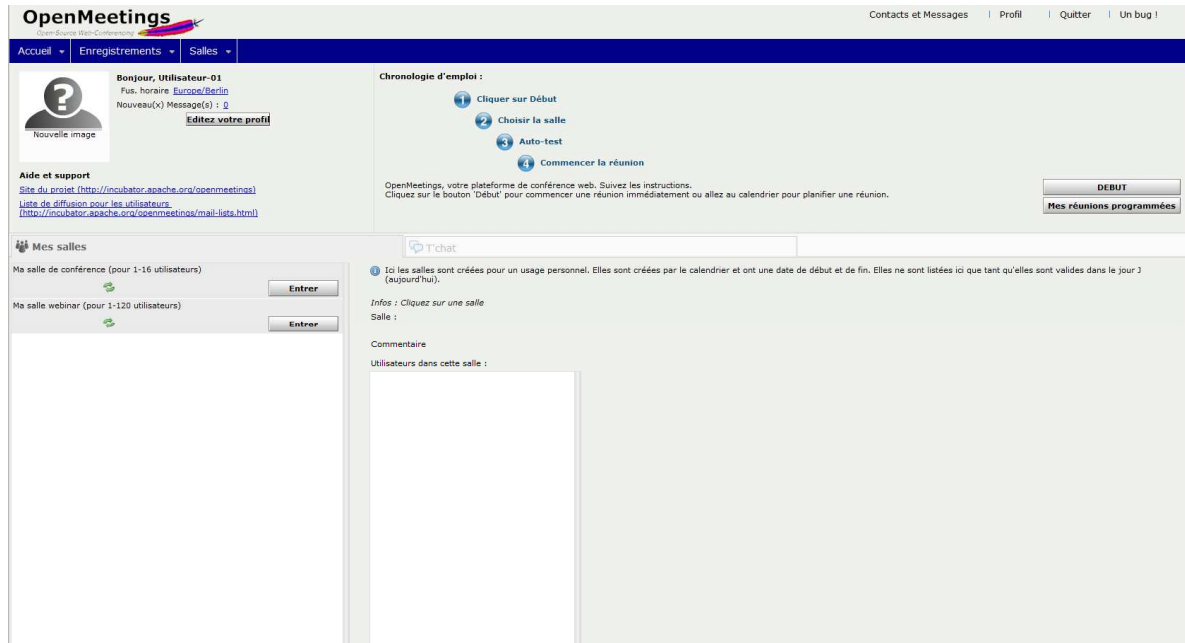 OpenMeetings
Open-Source Web-Conferencing
Contacts et Messages | Profil | Quitter | Un bug !
Accueil Enregistrements Salles
Bonjour, Utilisateur-01
Fus. horaire Europe/Berlin
Nouveau(x) Message(s) : 0
Editez votre profil
Nouvelle image
Aide et support
Site du projet (http://incubator.apache.org/openmeetings)
Liste de diffusion pour les utilisateurs
(http://incubator.apache.org/openmeetings/mail-lists.html)
Chronologie d'emploi :
1 Cliquer sur Début
2 Choisir la salle
3 Auto-test
4 Commencer la réunion
OpenMeetings, votre plateforme de conférence web. Suivez les instructions.
Cliquez sur le bouton 'Début' pour commencer une réunion immédiatement ou allez au calendrier pour planifier une réunion.
DEBUT
Mes réunions programmées
Mes salles
T'chat
Ma salle de conférence (pour 1-16 utilisateurs)
Entrer
Ma salle webinar (pour 1-120 utilisateurs)
Entrer
Ici les salles sont créées pour un usage personnel. Elles sont créées par le calendrier et ont une date de début et de fin. Elles ne sont listées ici que tant qu'elles sont valides dans le jour J
(aujourd'hui).
Infos : Cliquez sur une salle
Salle :
Commentaire
Utilisateurs dans cette salle :